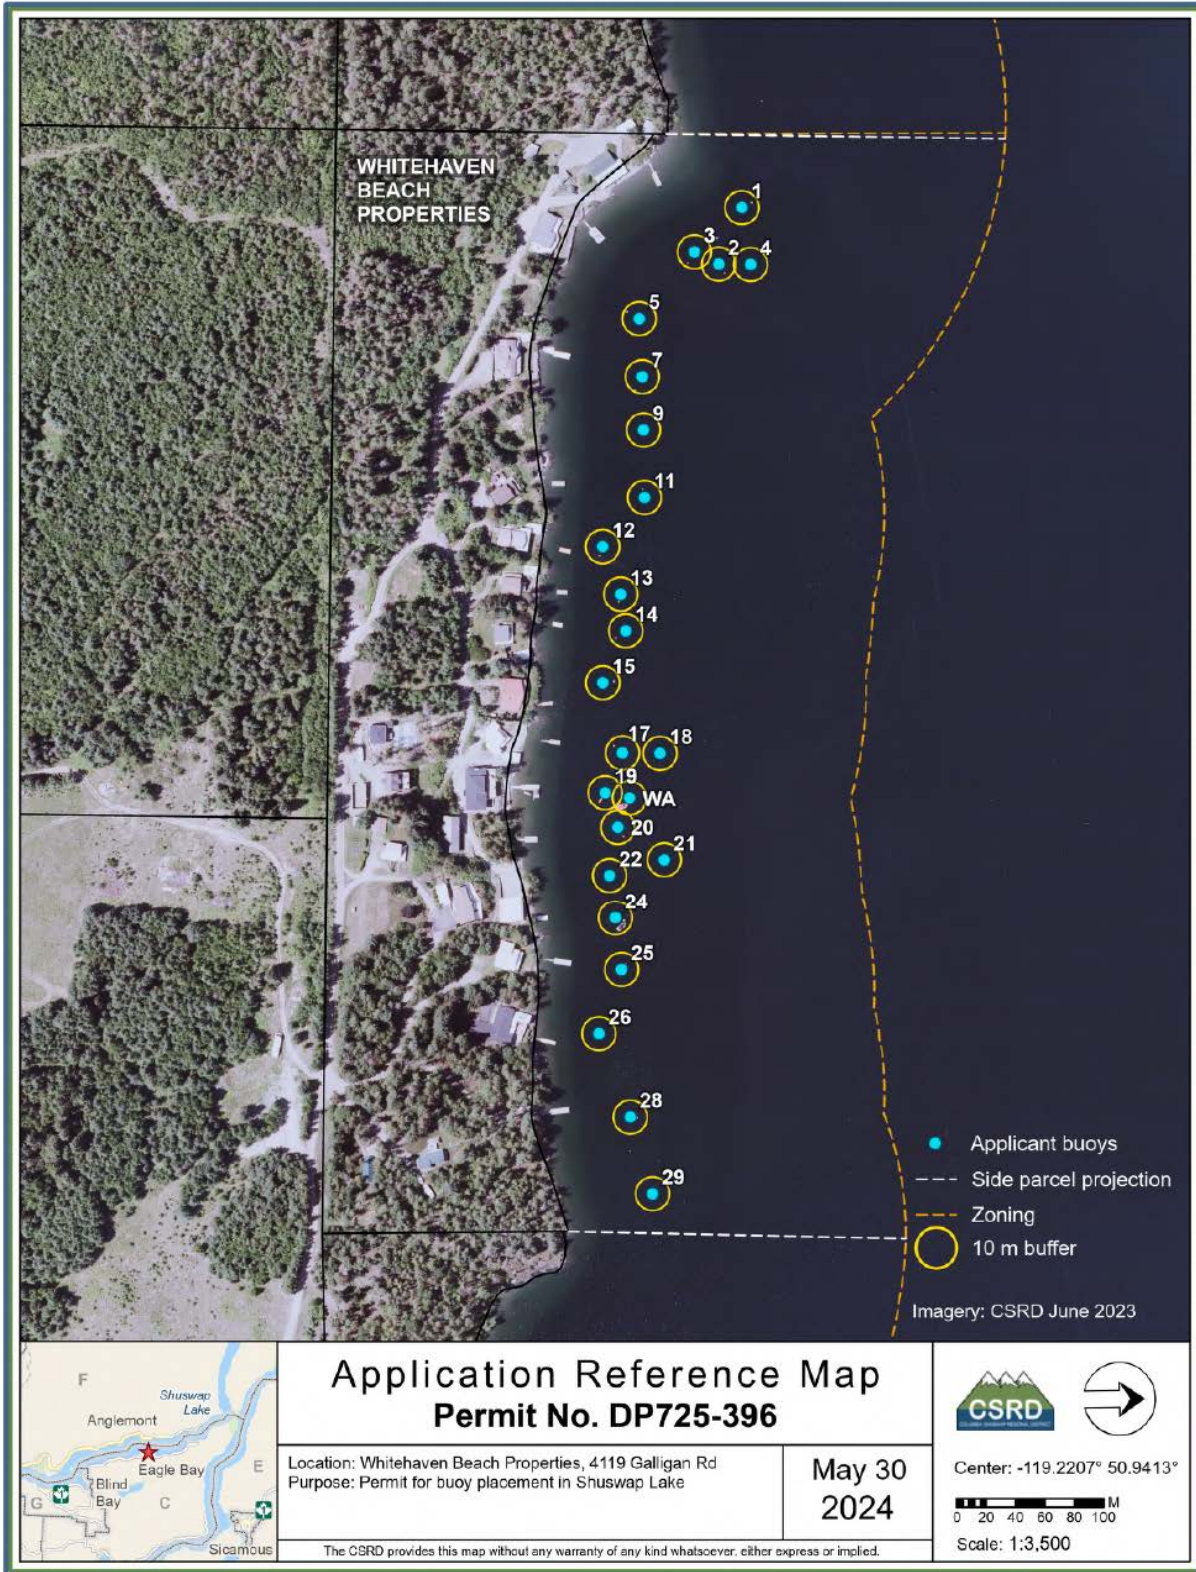 WHITEHAVEN
BEACH
PROPERTIES
1
3
2
4
5
7
9
11
12
13
14
15
17
18
19
WA
20
21
22
24
25
26
28
29
Applicant buoys
Side parcel projection
Zoning
10 m buffer
Imagery: CSRD June 2023
F
Shuswap
Lake
Anglemont
Eagle Bay
E
Blind
Bay
G
C
Sicamous
Application Reference Map
Permit No. DP725-396
Location: Whitehaven Beach Properties, 4119 Galligan Rd
Purpose: Permit for buoy placement in Shuswap Lake
May 30
2024
The CSRD provides this map without any warranty of any kind whatsoever, either express or implied.
CSRD
COLUMBIA SHUSWAP REGIONAL DISTRICT
Center: -119.2207° 50.9413°
M
0 20 40 60 80 100
Scale: 1:3,500